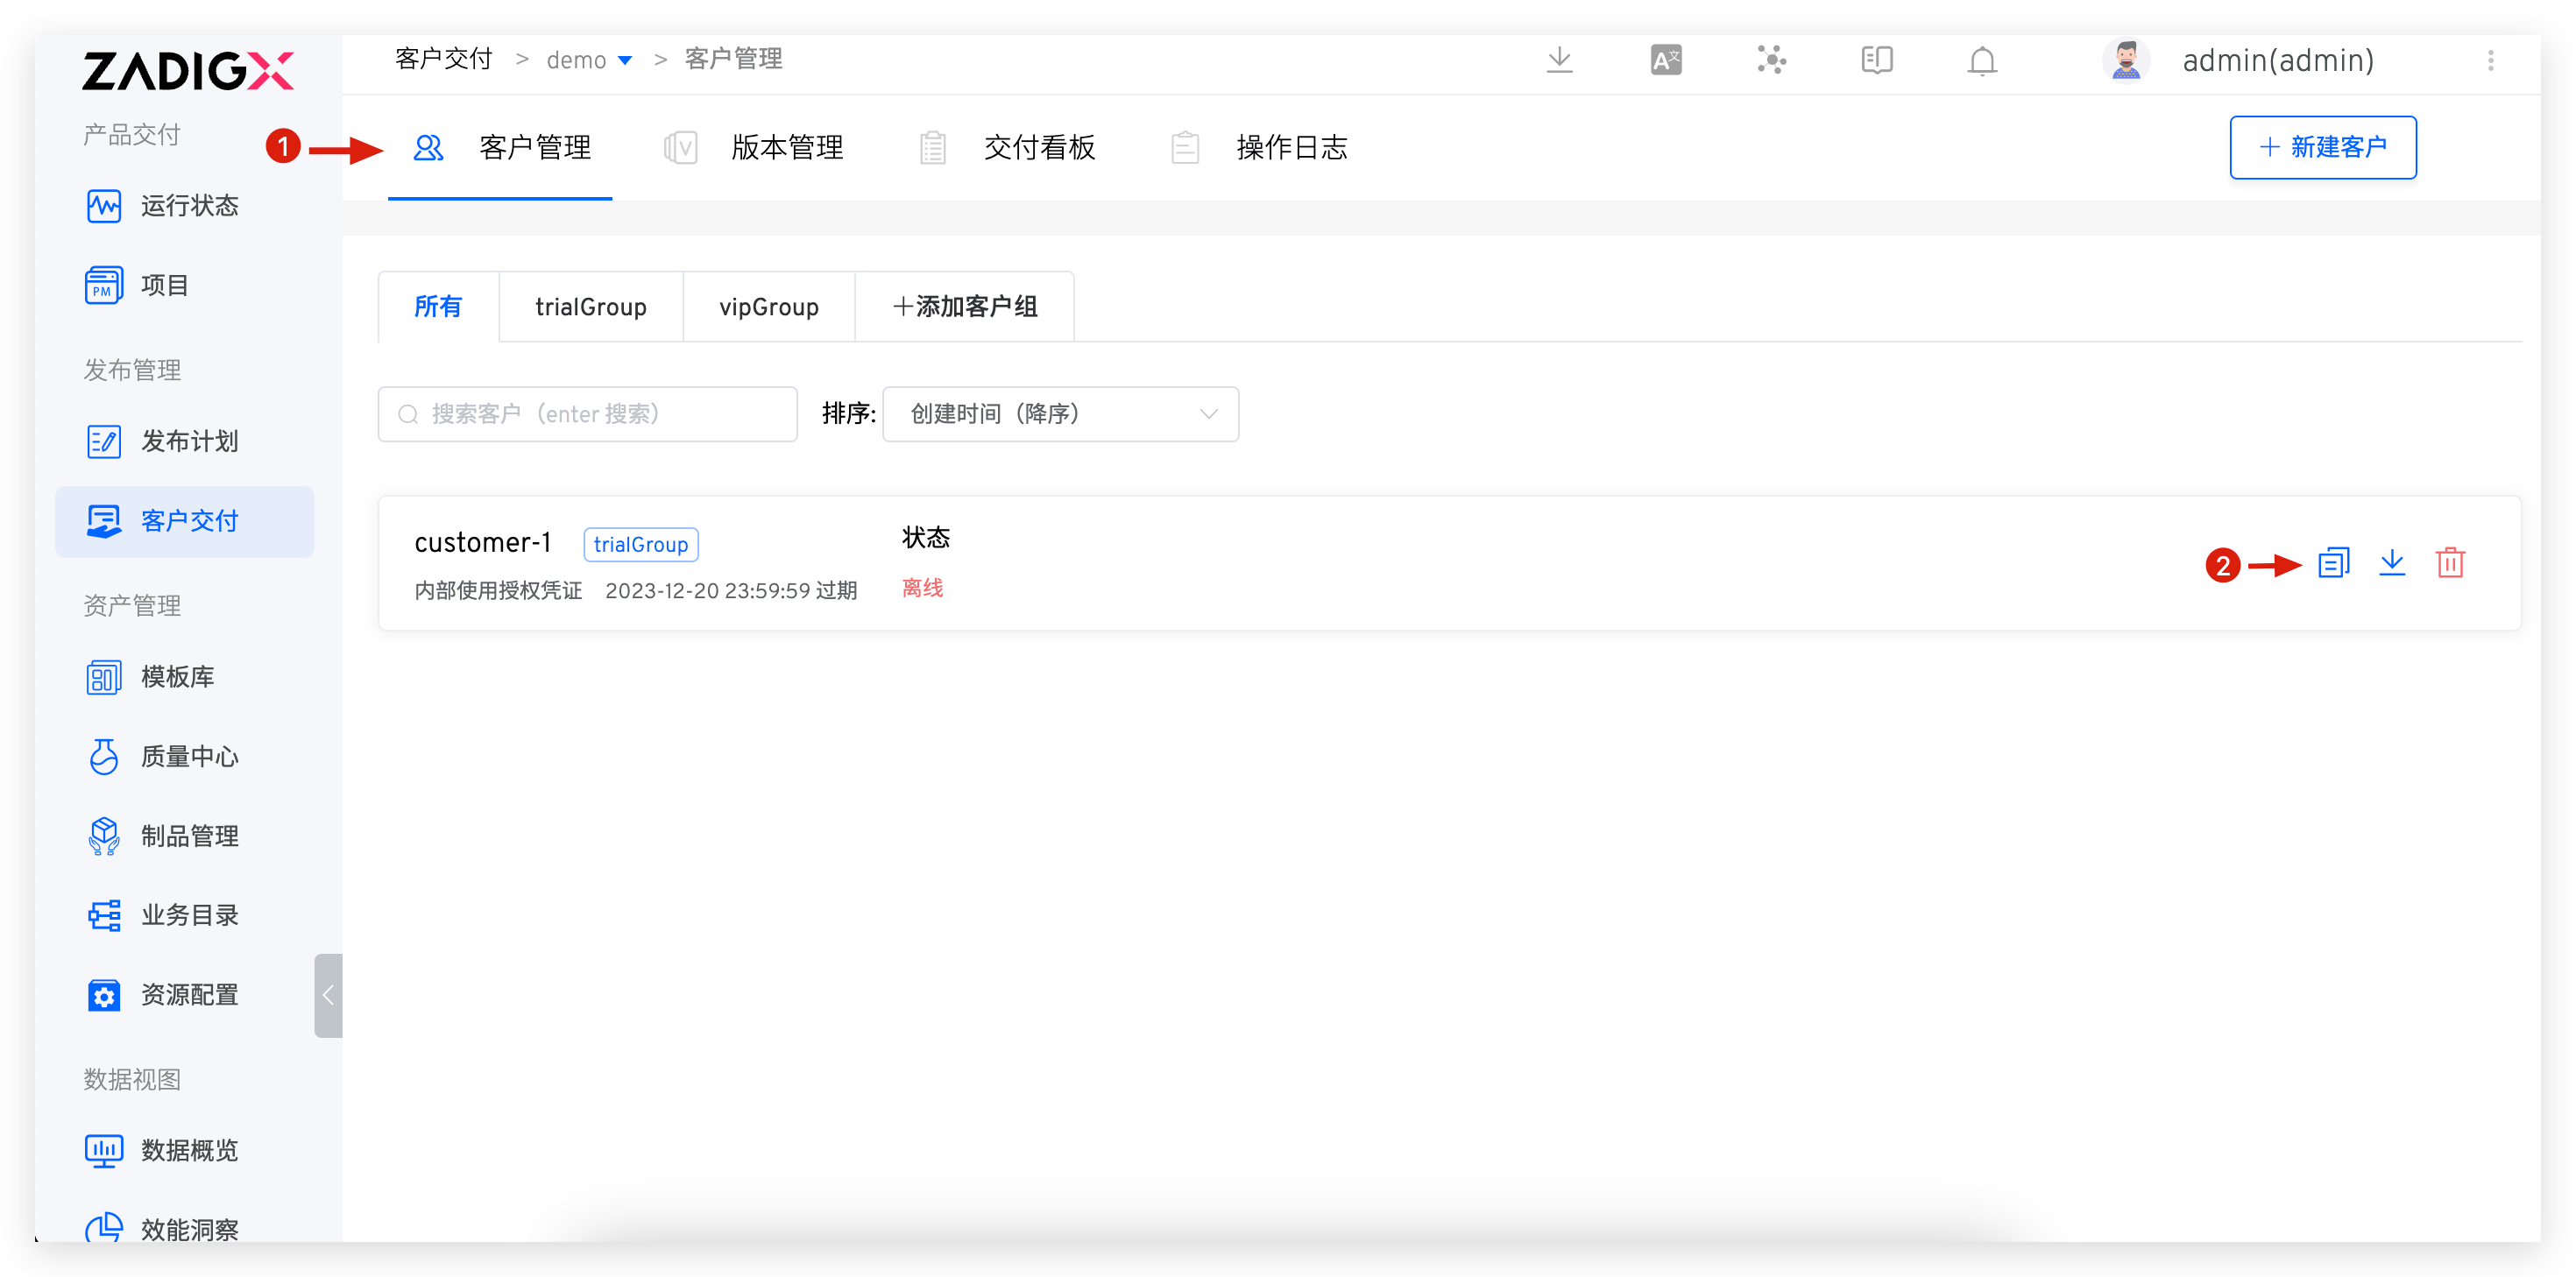 ZADIGX
产品交付
运行状态
PM
项目
发布管理
发布计划
客户交付
资产管理
模板库
质量中心
制品管理
业务目录
资源配置
数据视图
数据概览
效能洞察
客户交付 > demo > 客户管理
A文
admin(admin)
1
客户管理
V
版本管理
交付看板
操作日志
+ 新建客户
所有
trialGroup
vipGroup
+添加客户组
搜索客户（enter 搜索）
排序:
创建时间（降序）
customer-1 trialGroup
内部使用授权凭证 2023-12-20 23:59:59 过期
状态
离线
2